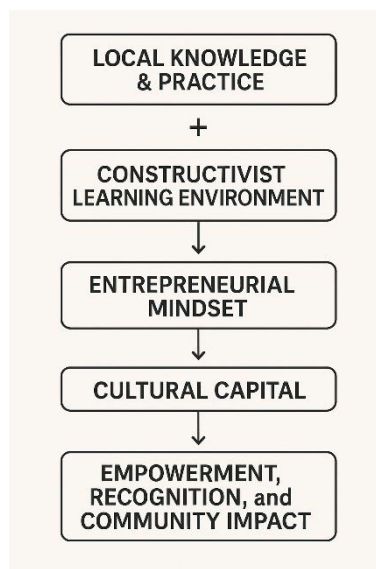 LOCAL KNOWLEDGE
& PRACTICE
+
CONSTRUCTIVIST
LEARNING ENVIRONMENT
ENTREPRENEURIAL
MINDSET
CULTURAL CAPITAL
EMPOWERMENT,
RECOGNITION, and
COMMUNITY IMPACT